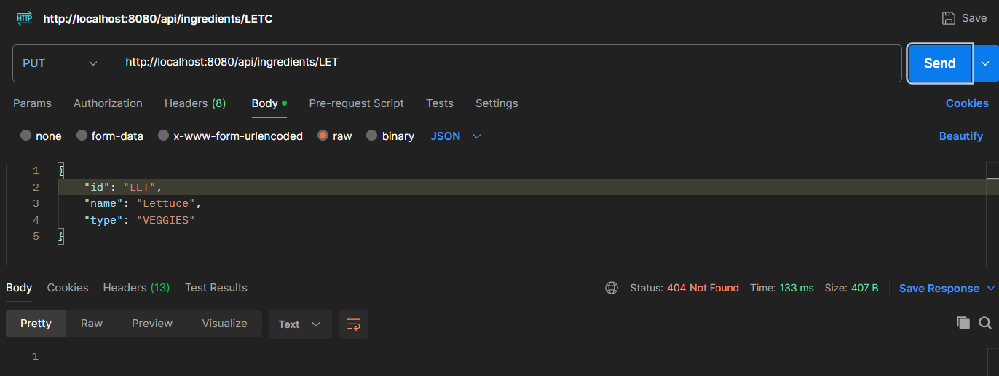 HTTP http://localhost:8080/api/ingredients/LETC Save
PUT http://localhost:8080/api/ingredients/LET Send
Params Authorization Headers (8) Body Pre-request Script Tests Settings Cookies
none form-data x-www-form-urlencoded raw binary JSON Beautify
1 {
2 "id": "LET",
3 "name": "Lettuce",
4 "type": "VEGGIES"
5 }
Body Cookies Headers (13) Test Results Status: 404 Not Found Time: 133 ms Size: 407 B Save Response
Pretty Raw Preview Visualize Text
1